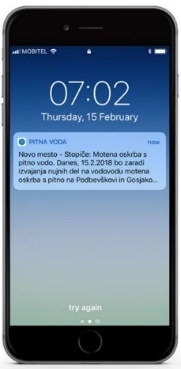 MOBITEL
07:02
Thursday, 15 February
PITNA VODA
now
Novo mesto - Stopiče: Motena oskrba s
pitno vodo. Danes, 15.2.2018 bo zaradi
izvajanja nujnih del na vodovodu motena
oskrba s pitno na Podbevškovi in Gosjako...
try again